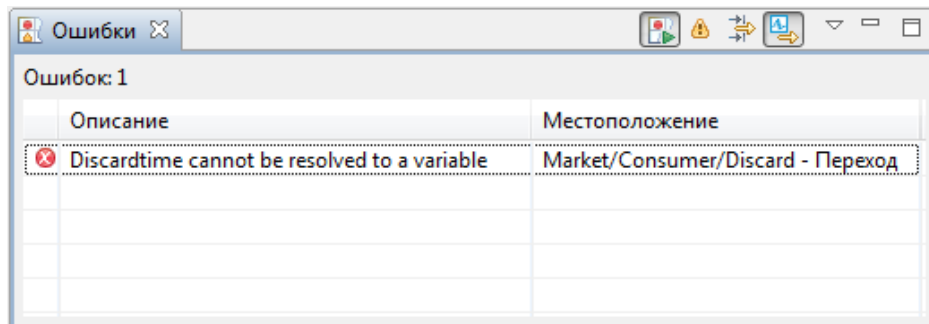 Ошибки
Ошибок: 1
Описание Местоположение
Discardtime cannot be resolved to a variable Market/Consumer/Discard - Переход